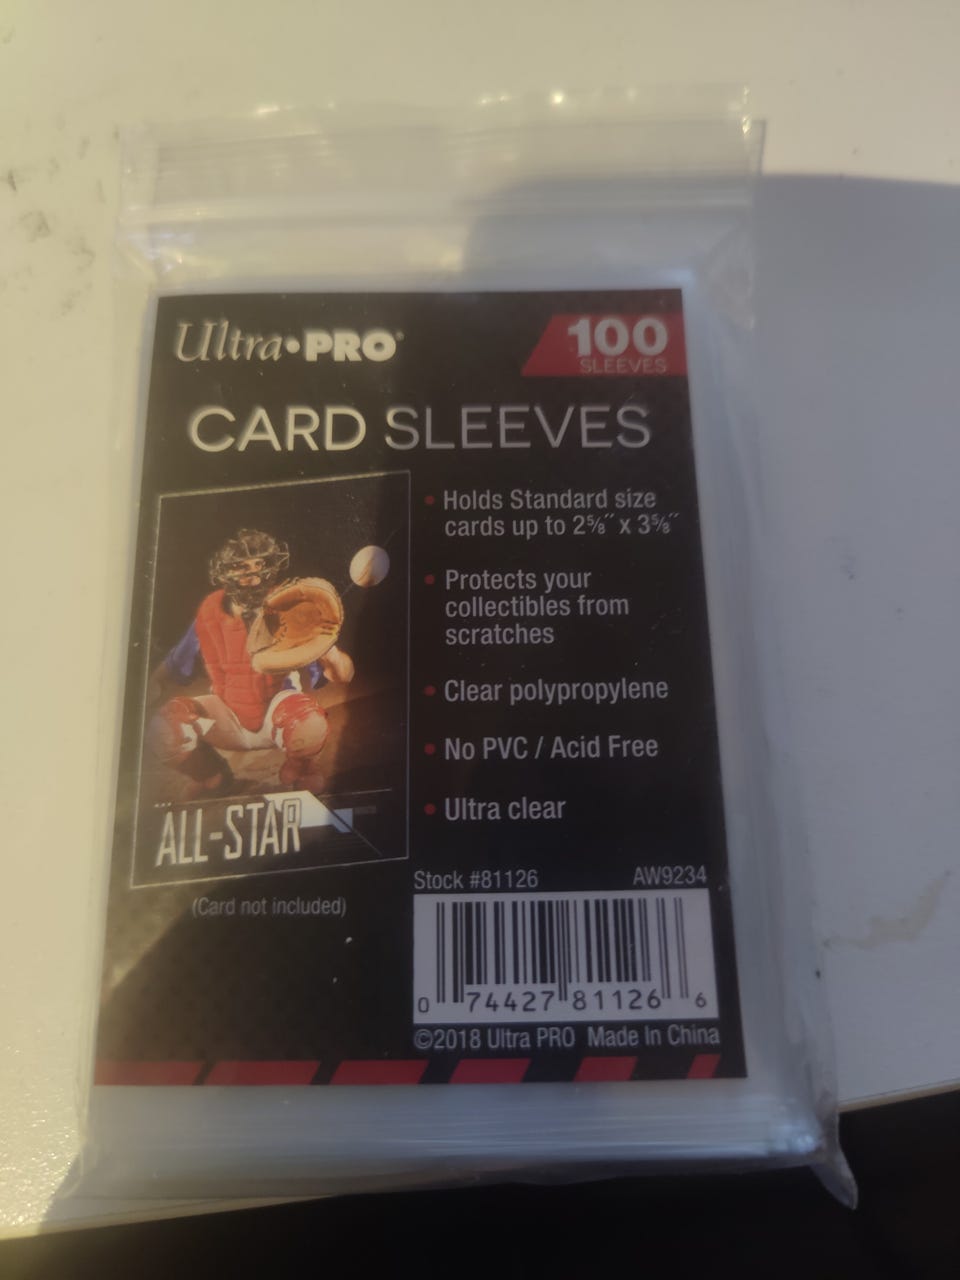 Ultra•PRO®
100
SLEEVES
CARD SLEEVES
• Holds Standard size
cards up to 2⅝˝ x 3⅝˝
• Protects your
collectibles from
scratches
• Clear polypropylene
• No PVC / Acid Free
• Ultra clear
ALL-STAR
(Card not included)
Stock #81126 AW9234
0 74427 81126 6
©2018 Ultra PRO Made In China